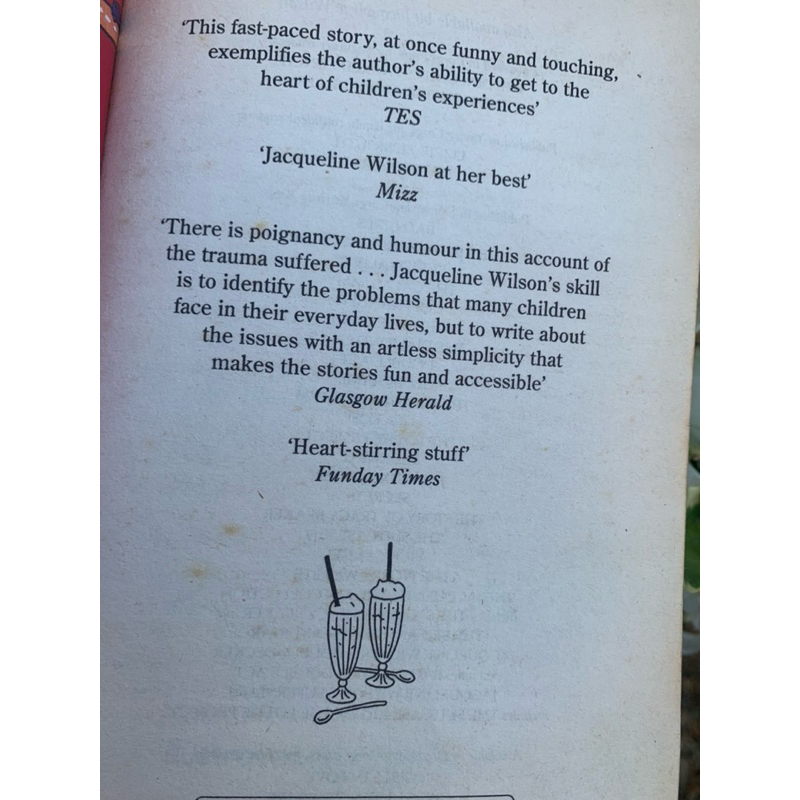 ‘This fast-paced story, at once funny and touching,
exemplifies the author’s ability to get to the
heart of children’s experiences’
TES
‘Jacqueline Wilson at her best’
Mizz
‘There is poignancy and humour in this account of
the trauma suffered . . . Jacqueline Wilson’s skill
is to identify the problems that many children
face in their everyday lives, but to write about
the issues with an artless simplicity that
makes the stories fun and accessible’
Glasgow Herald
‘Heart-stirring stuff’
Funday Times